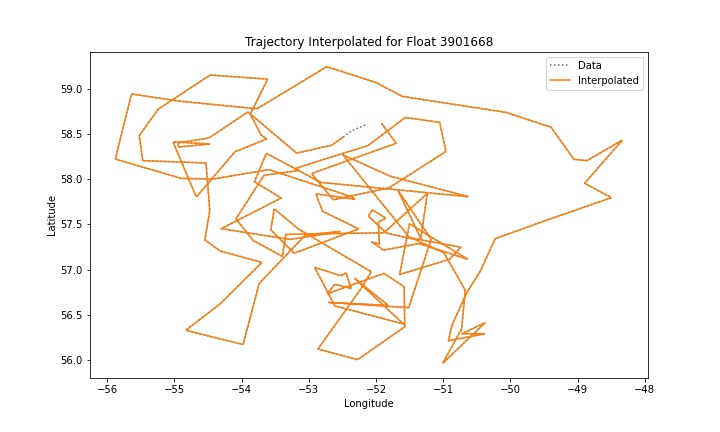 Trajectory Interpolated for Float 3901668
Data
Interpolated
Latitude
59.0
58.5
58.0
57.5
57.0
56.5
56.0
−56 −55 −54 −53 −52 −51 −50 −49 −48
Longitude